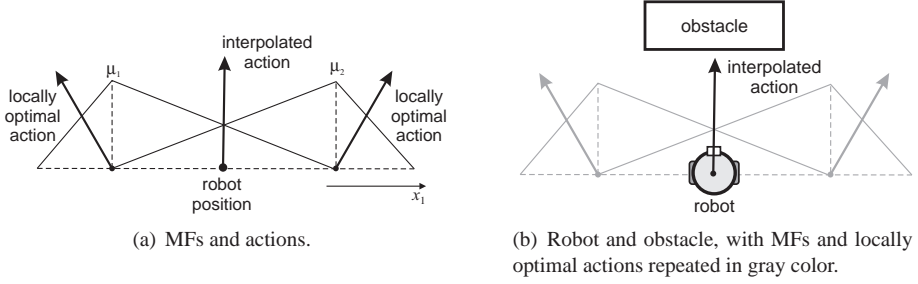 μ1
interpolated
action
μ2
locally
optimal
action
locally
optimal
action
robot
position
x1
(a) MFs and actions.
obstacle
interpolated
action
robot
(b) Robot and obstacle, with MFs and locally
optimal actions repeated in gray color.